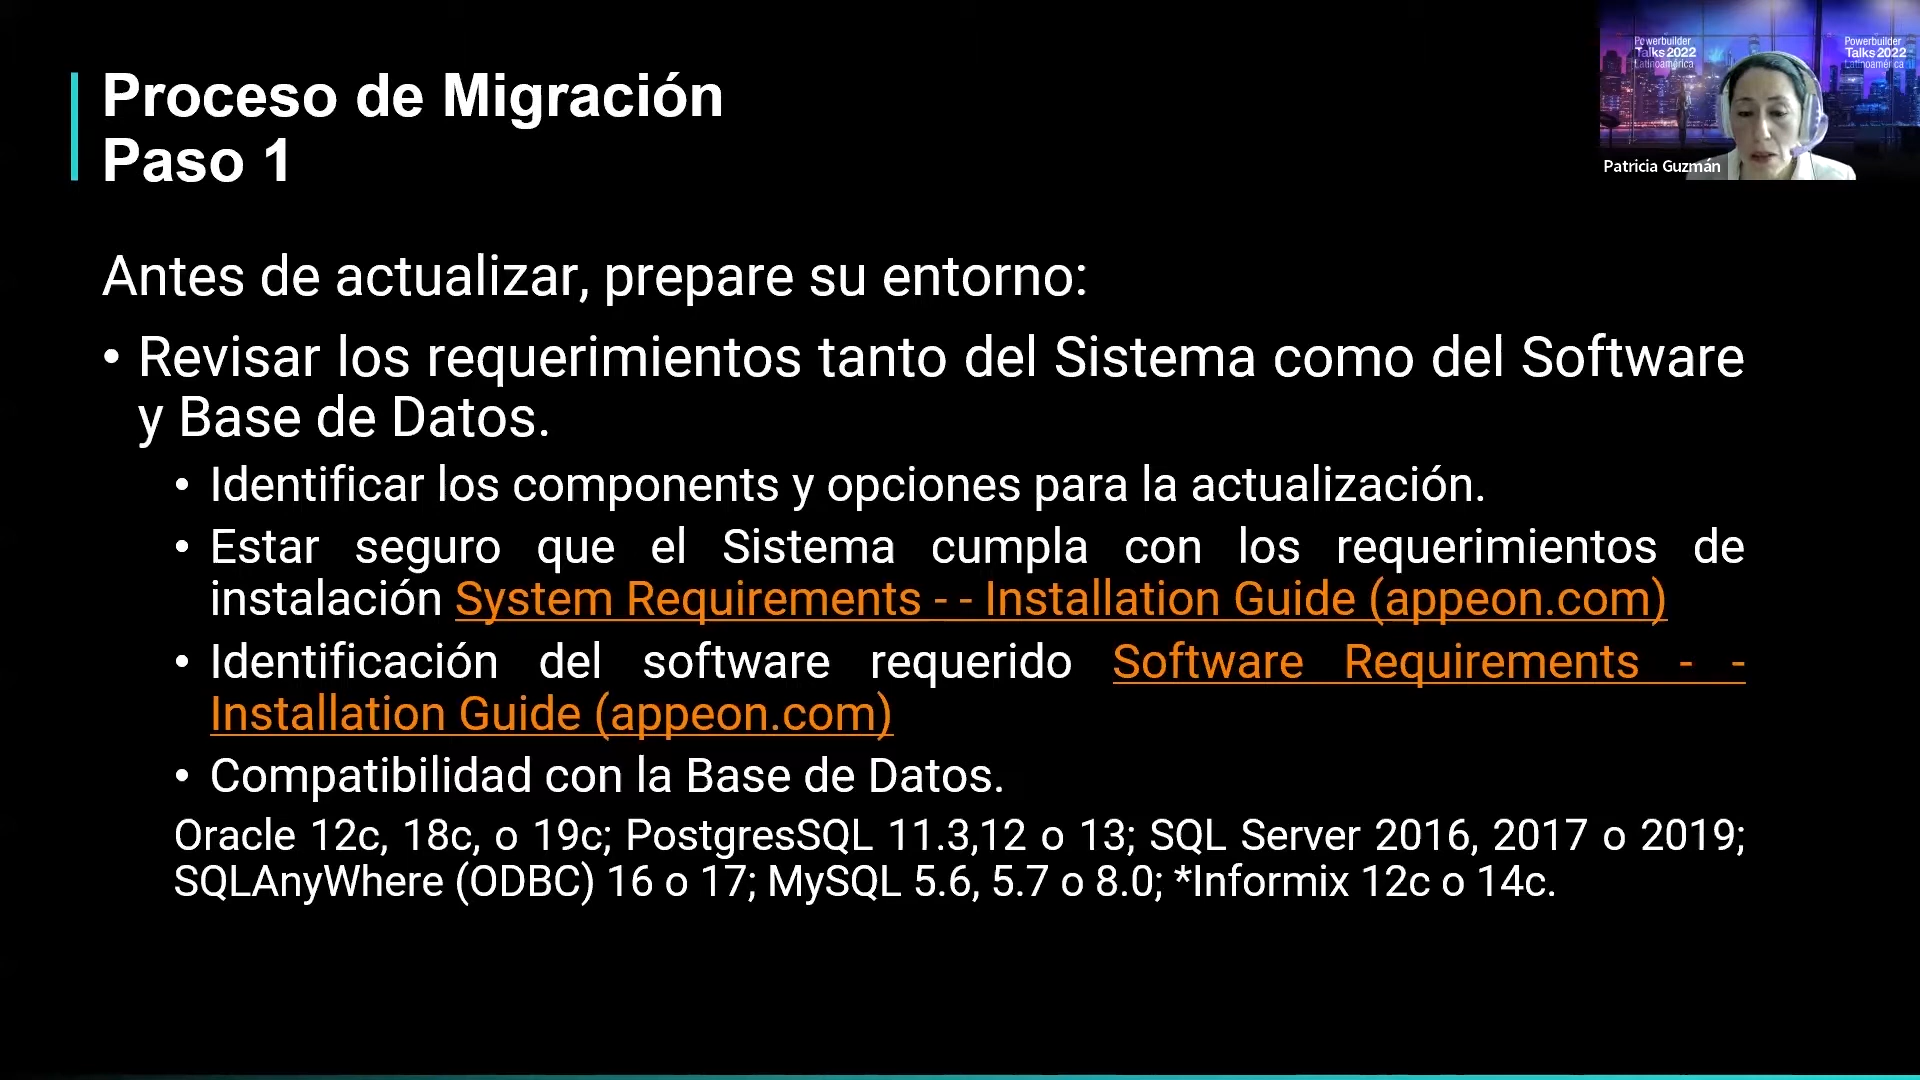 Proceso de Migración
Paso 1
Powerbuilder
Talks 2022
Latinoamérica
Powerbuilder
Talks 2022
Latinoamérica
Patricia Guzmán
Antes de actualizar, prepare su entorno:
• Revisar los requerimientos tanto del Sistema como del Software
y Base de Datos.
• Identificar los components y opciones para la actualización.
• Estar seguro que el Sistema cumpla con los requerimientos de
instalación System Requirements - - Installation Guide (appeon.com)
• Identificación del software requerido Software Requirements - -
Installation Guide (appeon.com)
• Compatibilidad con la Base de Datos.
Oracle 12c, 18c, o 19c; PostgresSQL 11.3,12 o 13; SQL Server 2016, 2017 o 2019;
SQLAnyWhere (ODBC) 16 o 17; MySQL 5.6, 5.7 o 8.0; *Informix 12c o 14c.